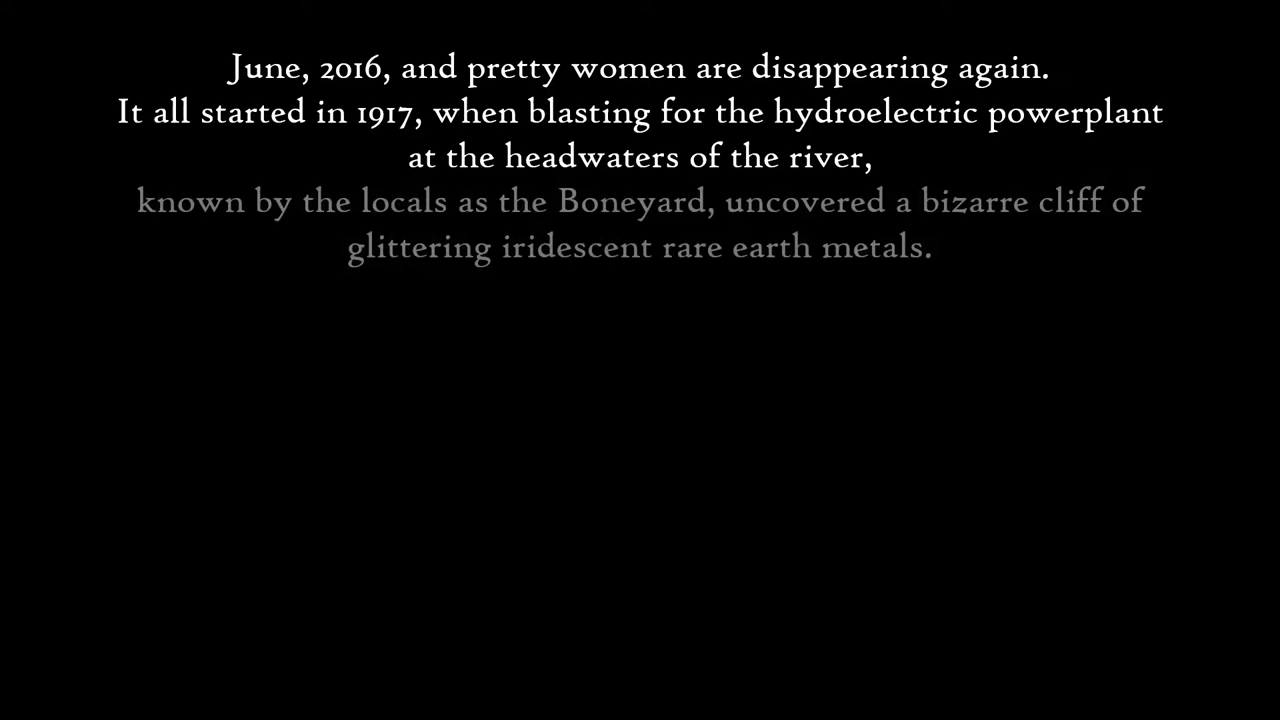 June, 2016, and pretty women are disappearing again.
It all started in 1917, when blasting for the hydroelectric powerplant
at the headwaters of the river,
known by the locals as the Boneyard, uncovered a bizarre cliff of
glittering iridescent rare earth metals.